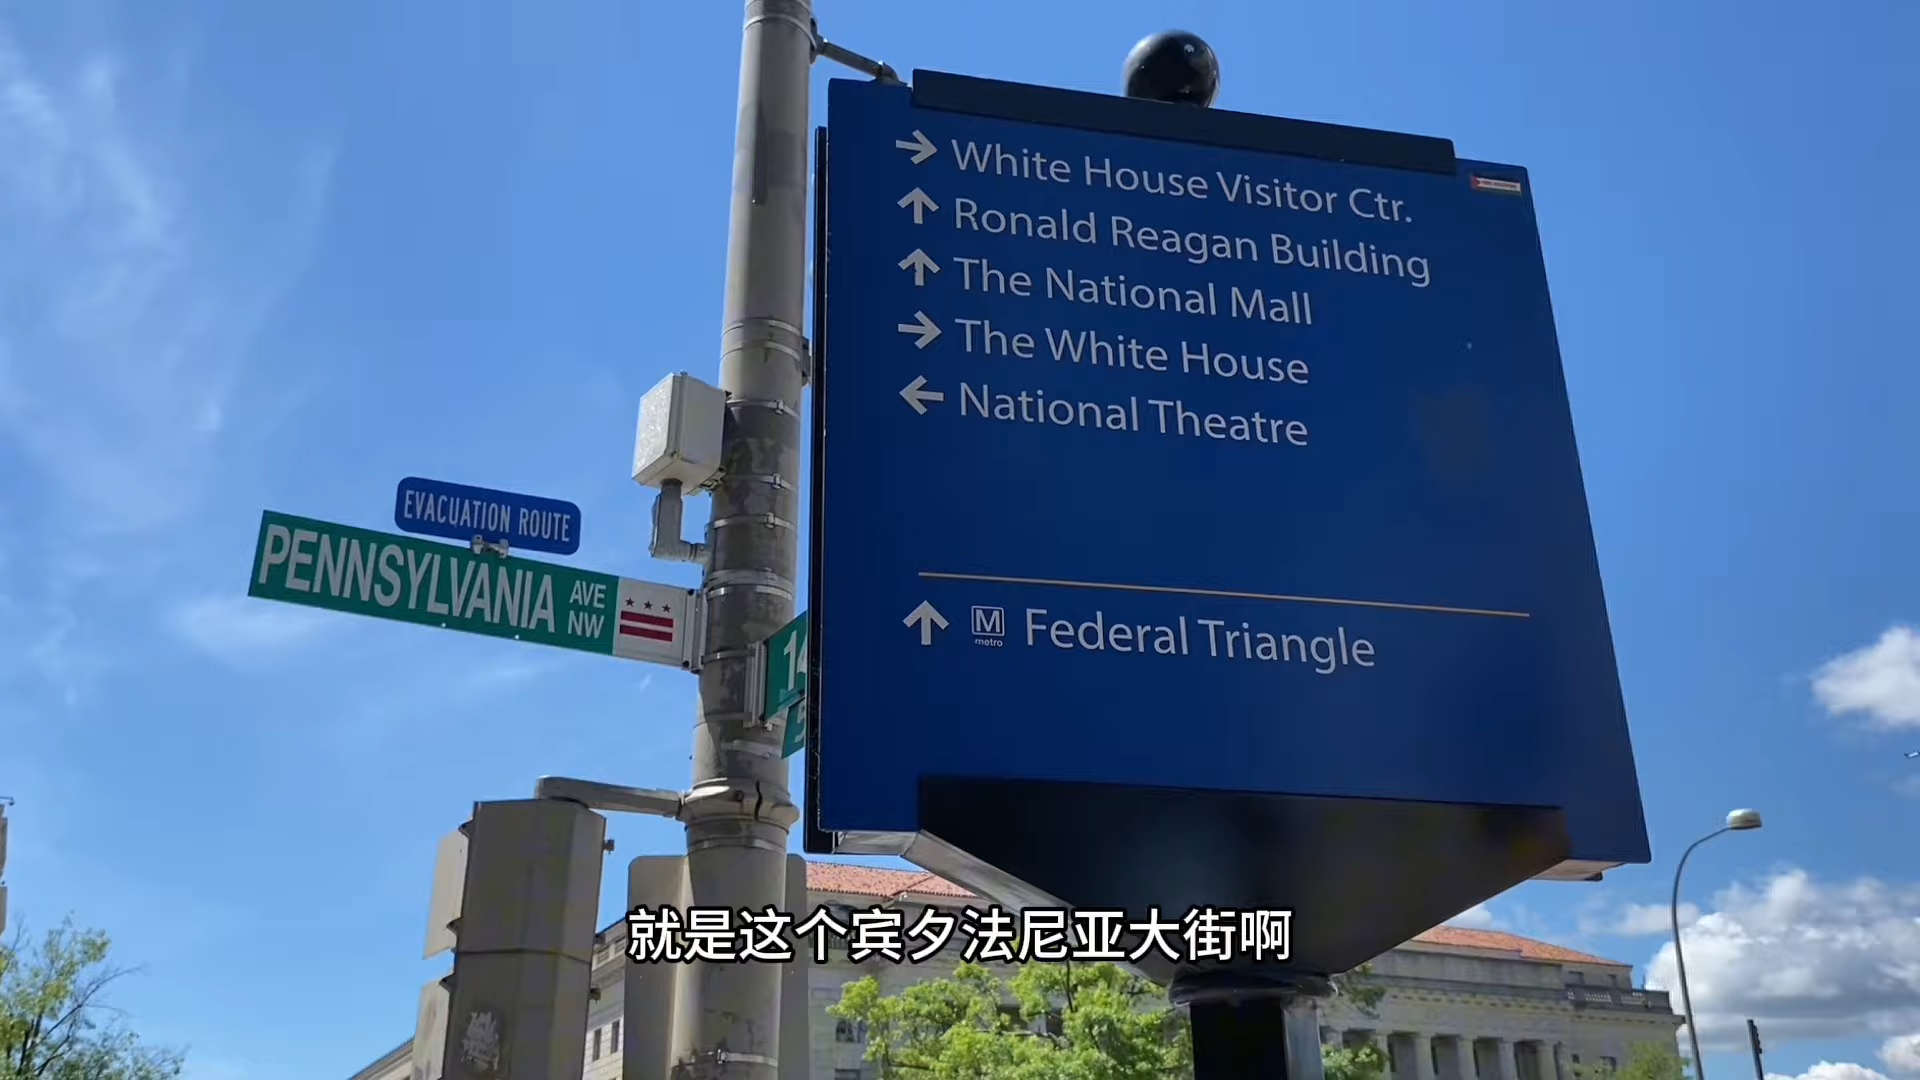 → White House Visitor Ctr.
↑ Ronald Reagan Building
↑ The National Mall
→ The White House
← National Theatre
EVACUATION ROUTE
PENNSYLVANIA AVE NW
14
↑ M metro Federal Triangle
就是这个宾夕法尼亚大街啊